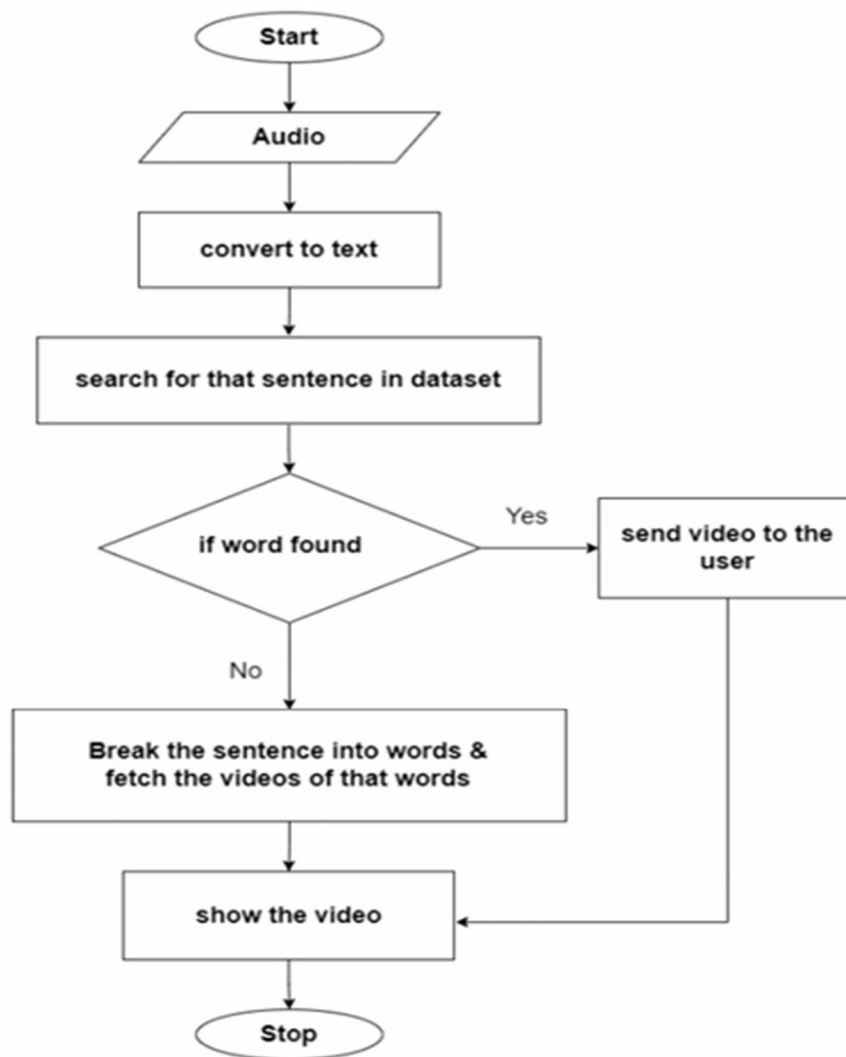 Start
Audio
convert to text
search for that sentence in dataset
if word found
Yes
send video to the
user
No
Break the sentence into words &
fetch the videos of that words
show the video
Stop